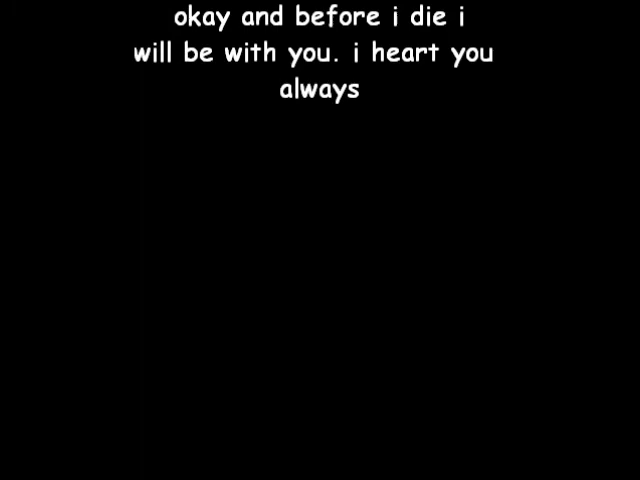 okay and before i die i
will be with you. i heart you
always